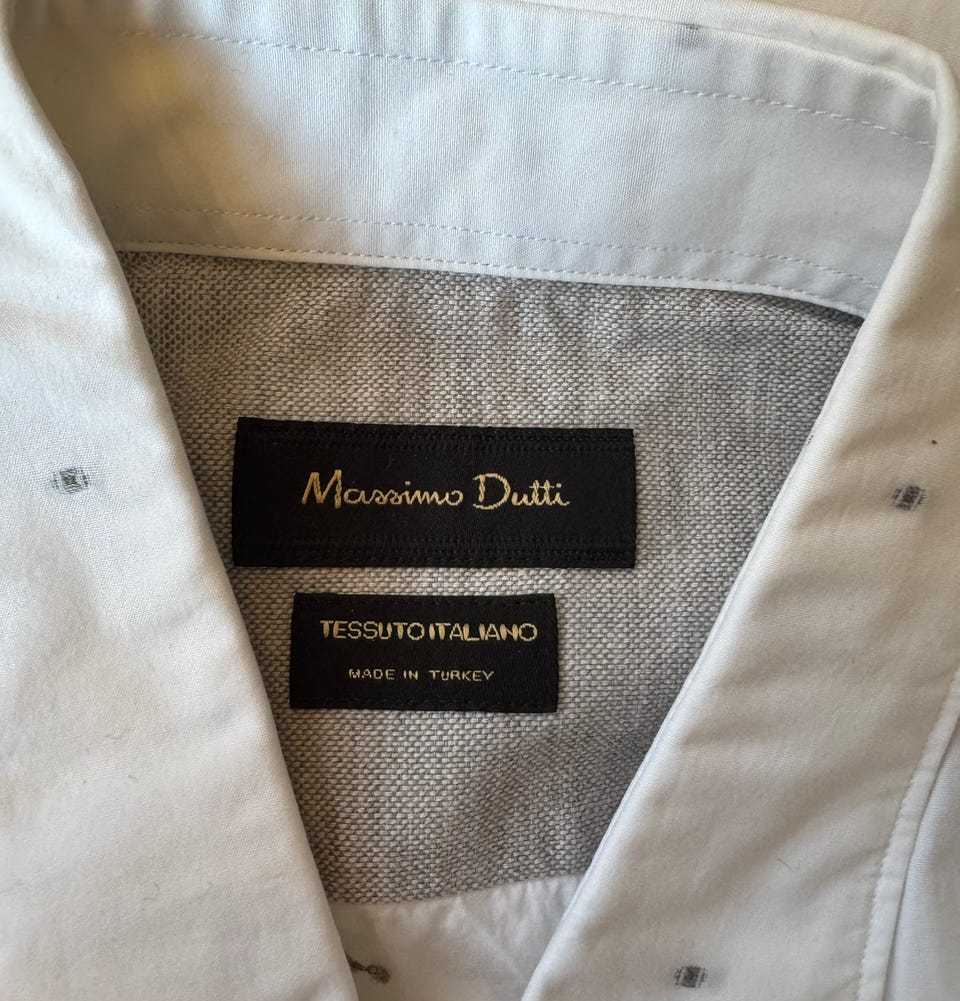 Massimo Dutti
TESSUTO ITALIANO
MADE IN TURKEY